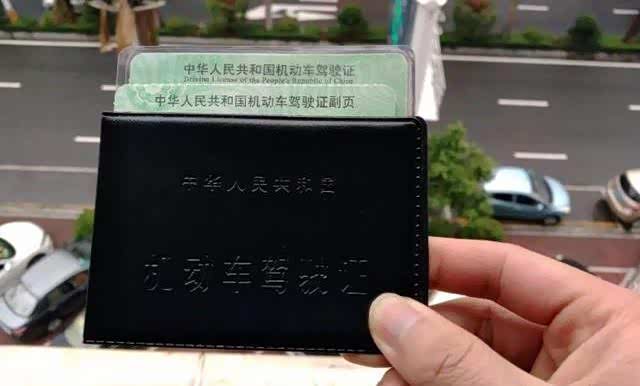 中华人民共和国机动车驾驶证
Driving License of the People's Republic of China
中华人民共和国机动车驾驶证副页
中华人民共和国
机动车驾驶证